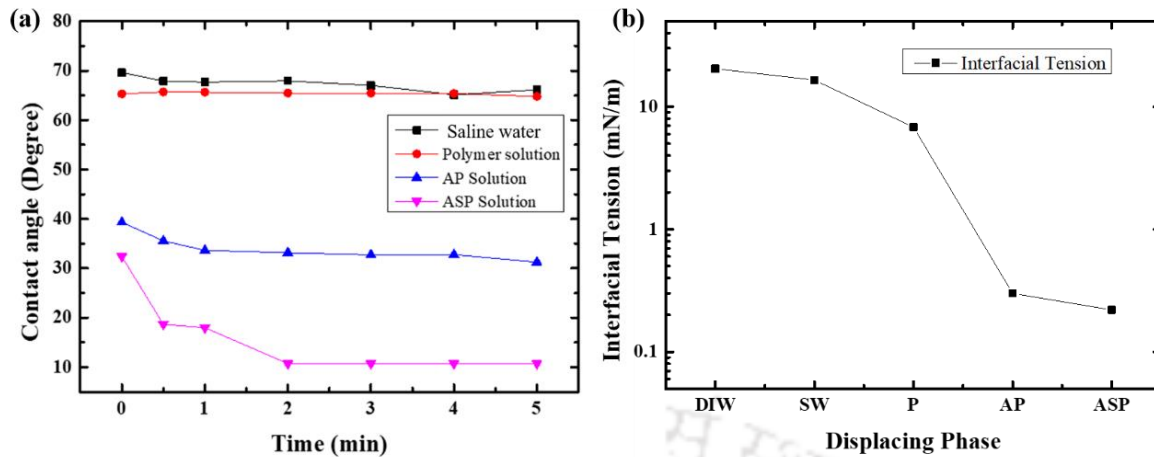 (a)
80
70
60
50
40
30
20
10
Contact angle (Degree)
0 1 2 3 4 5
Time (min)
Saline water
Polymer solution
AP Solution
ASP Solution
(b)
10
1
0.1
Interfacial Tension (mN/m)
Interfacial Tension
DIW SW P AP ASP
Displacing Phase